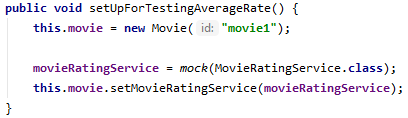 public void setUpForTestingAverageRate() {
this.movie = new Movie( id: "movie1");
movieRatingService = mock(MovieRatingService.class);
this.movie.setMovieRatingService(movieRatingService);
}